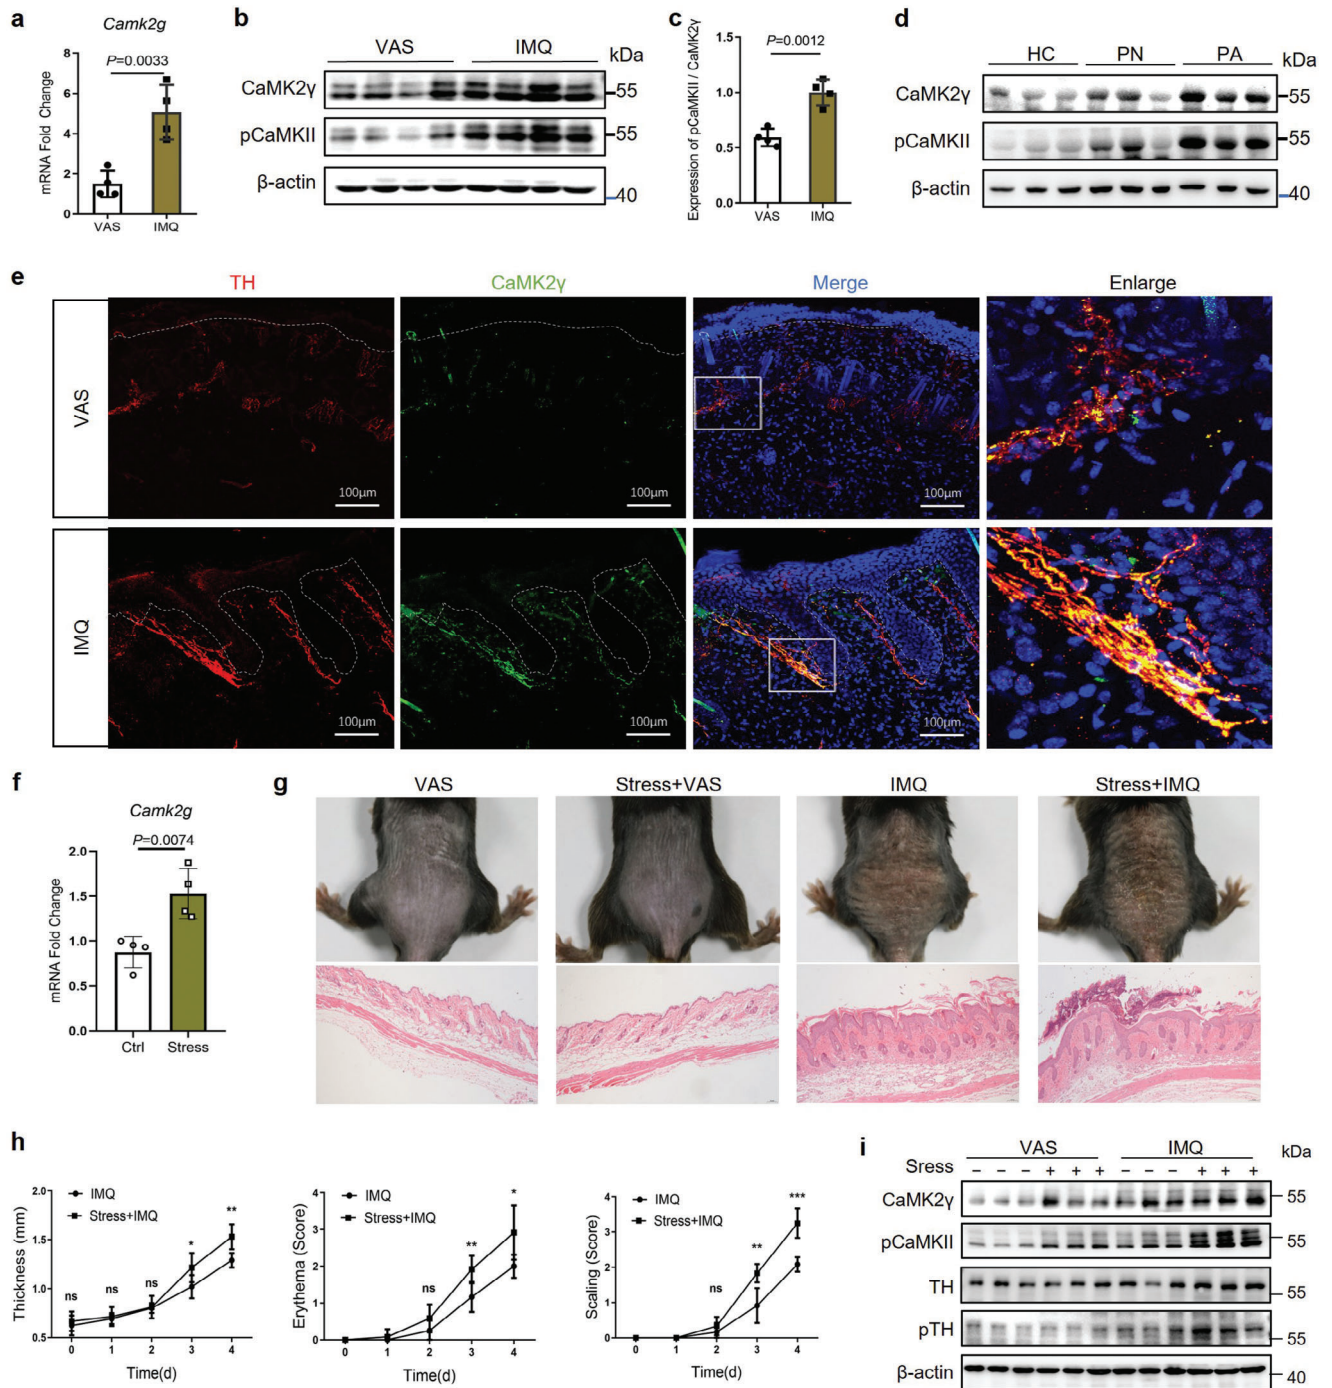 a
Camk2g
P=0.0033
mRNA Fold Change
8
6
4
2
0
VAS
IMQ
b
VAS
IMQ
kDa
CaMK2γ
55
pCaMKII
55
β-actin
40
c
P=0.0012
Expression of pCaMKII / CaMK2γ
1.5
1.0
0.5
0.0
VAS
IMQ
d
HC
PN
PA
kDa
CaMK2γ
55
pCaMKII
55
β-actin
40
e
TH
CaMK2γ
Merge
Enlarge
VAS
100μm
100μm
100μm
IMQ
100μm
100μm
100μm
f
Camk2g
P=0.0074
mRNA Fold Change
2.0
1.5
1.0
0.5
0.0
Ctrl
Stress
g
VAS
Stress+VAS
IMQ
Stress+IMQ
h
Thickness (mm)
2.0
1.5
1.0
0.5
IMQ
Stress+IMQ
ns
ns
ns
*
**
0 1 2 3 4
Time(d)
Erythema (Score)
4
2
0
IMQ
Stress+IMQ
ns
**
*
0 1 2 3 4
Time(d)
Scaling (Score)
4
3
2
1
0
IMQ
Stress+IMQ
ns
**
***
0 1 2 3 4
Time(d)
i
VAS
IMQ
kDa
Sress
− − − + + + − − − + + +
CaMK2γ
55
pCaMKII
55
TH
55
pTH
55
β-actin
40